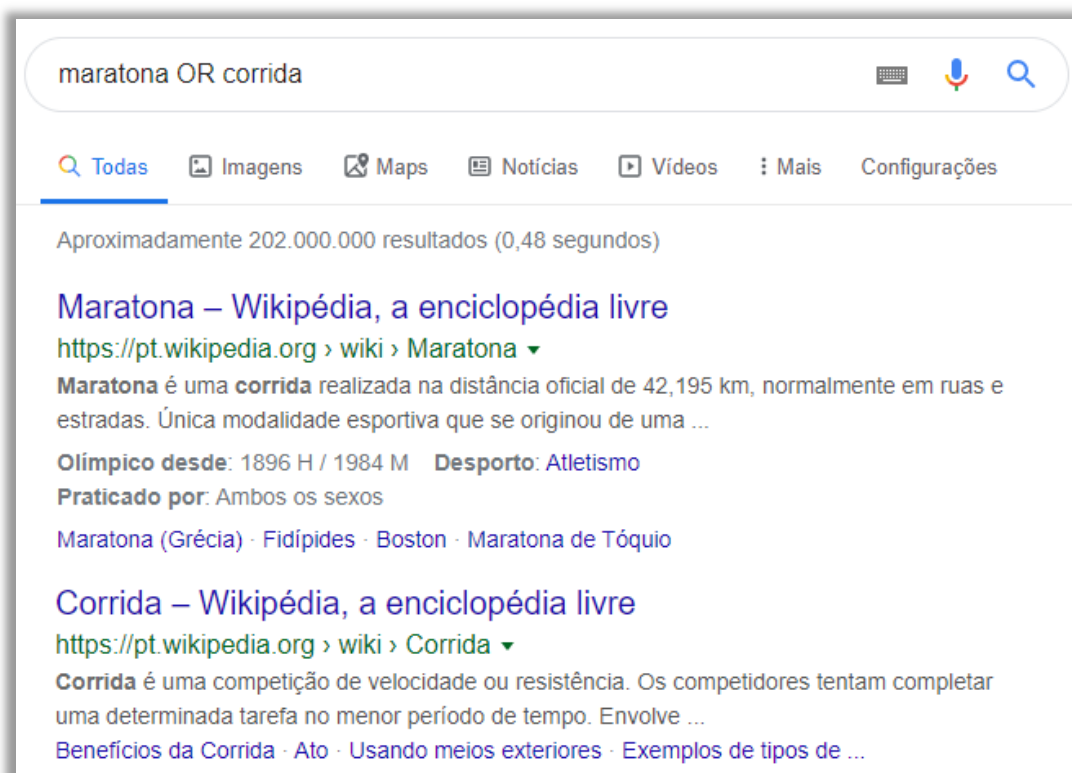 maratona OR corrida
Todas Imagens Maps Notícias Vídeos Mais Configurações
Aproximadamente 202.000.000 resultados (0,48 segundos)
Maratona – Wikipédia, a enciclopédia livre
https://pt.wikipedia.org › wiki › Maratona
Maratona é uma corrida realizada na distância oficial de 42,195 km, normalmente em ruas e
estradas. Única modalidade esportiva que se originou de uma ...
Olímpico desde: 1896 H / 1984 M Desporto: Atletismo
Praticado por: Ambos os sexos
Maratona (Grécia) · Fidípides · Boston · Maratona de Tóquio
Corrida – Wikipédia, a enciclopédia livre
https://pt.wikipedia.org › wiki › Corrida
Corrida é uma competição de velocidade ou resistência. Os competidores tentam completar
uma determinada tarefa no menor período de tempo. Envolve ...
Benefícios da Corrida · Ato · Usando meios exteriores · Exemplos de tipos de ...